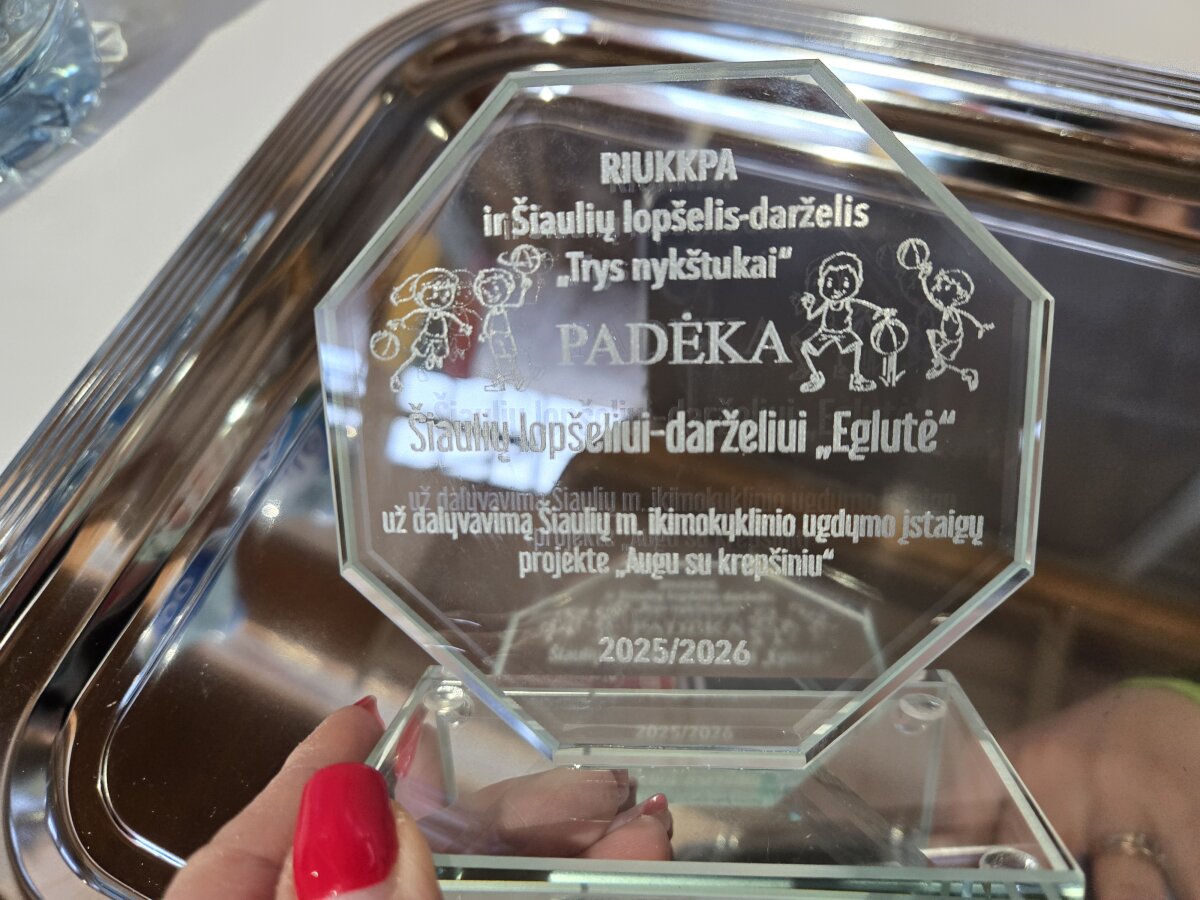 RIUKKPA
ir Šiaulių lopšelis-darželis
„Trys nykštukai“
PADĖKA
Šiaulių lopšeliui-darželiui „Eglutė“
už dalyvavimą Šiaulių m. ikimokyklinio ugdymo įstaigų
projekte „Augu su krepšiniu“
2025/2026